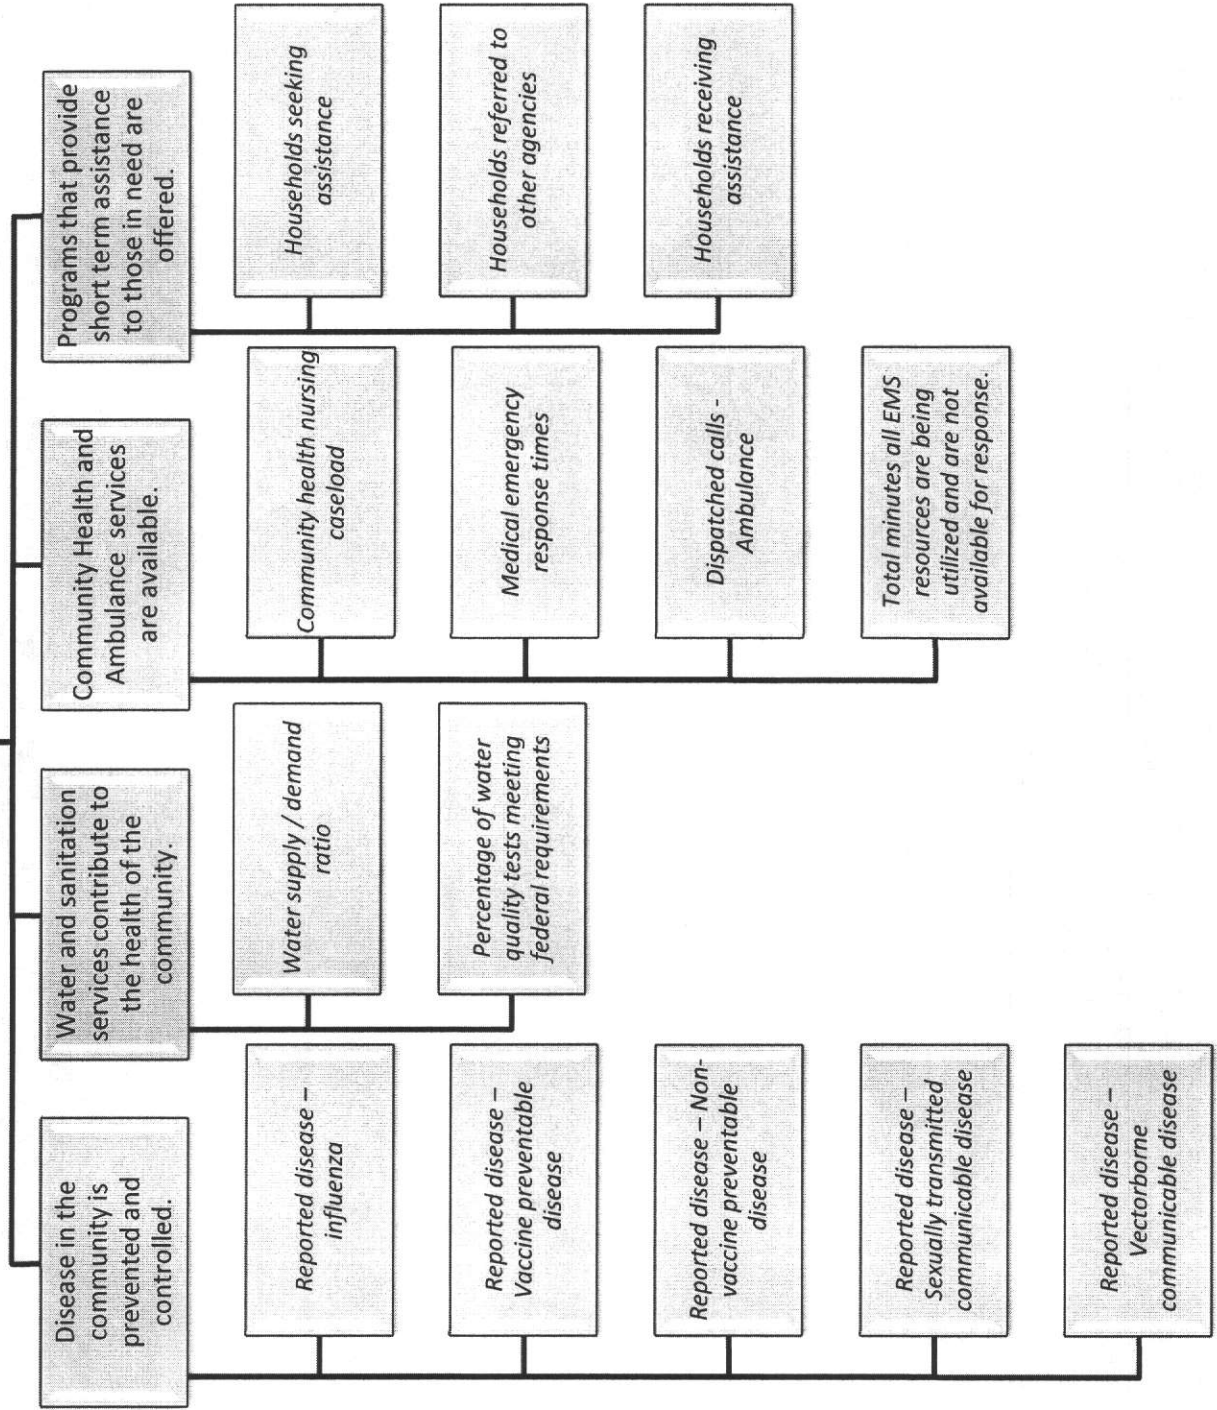 Disease in the
community is
prevented and
controlled.
Reported disease –
influenza
Reported disease –
Vaccine preventable
disease
Reported disease – Non-
vaccine preventable
disease
Reported disease –
Sexually transmitted
communicable disease
Reported disease –
Vectorborne
communicable disease
Water and sanitation
services contribute to
the health of the
community.
Water supply / demand
ratio
Percentage of water
quality tests meeting
federal requirements
Community Health and
Ambulance services
are available.
Community health nursing
caseload
Medical emergency
response times
Dispatched calls -
Ambulance
Total minutes all EMS
resources are being
utilized and are not
available for response.
Programs that provide
short term assistance
to those in need are
offered.
Households seeking
assistance
Households referred to
other agencies
Households receiving
assistance